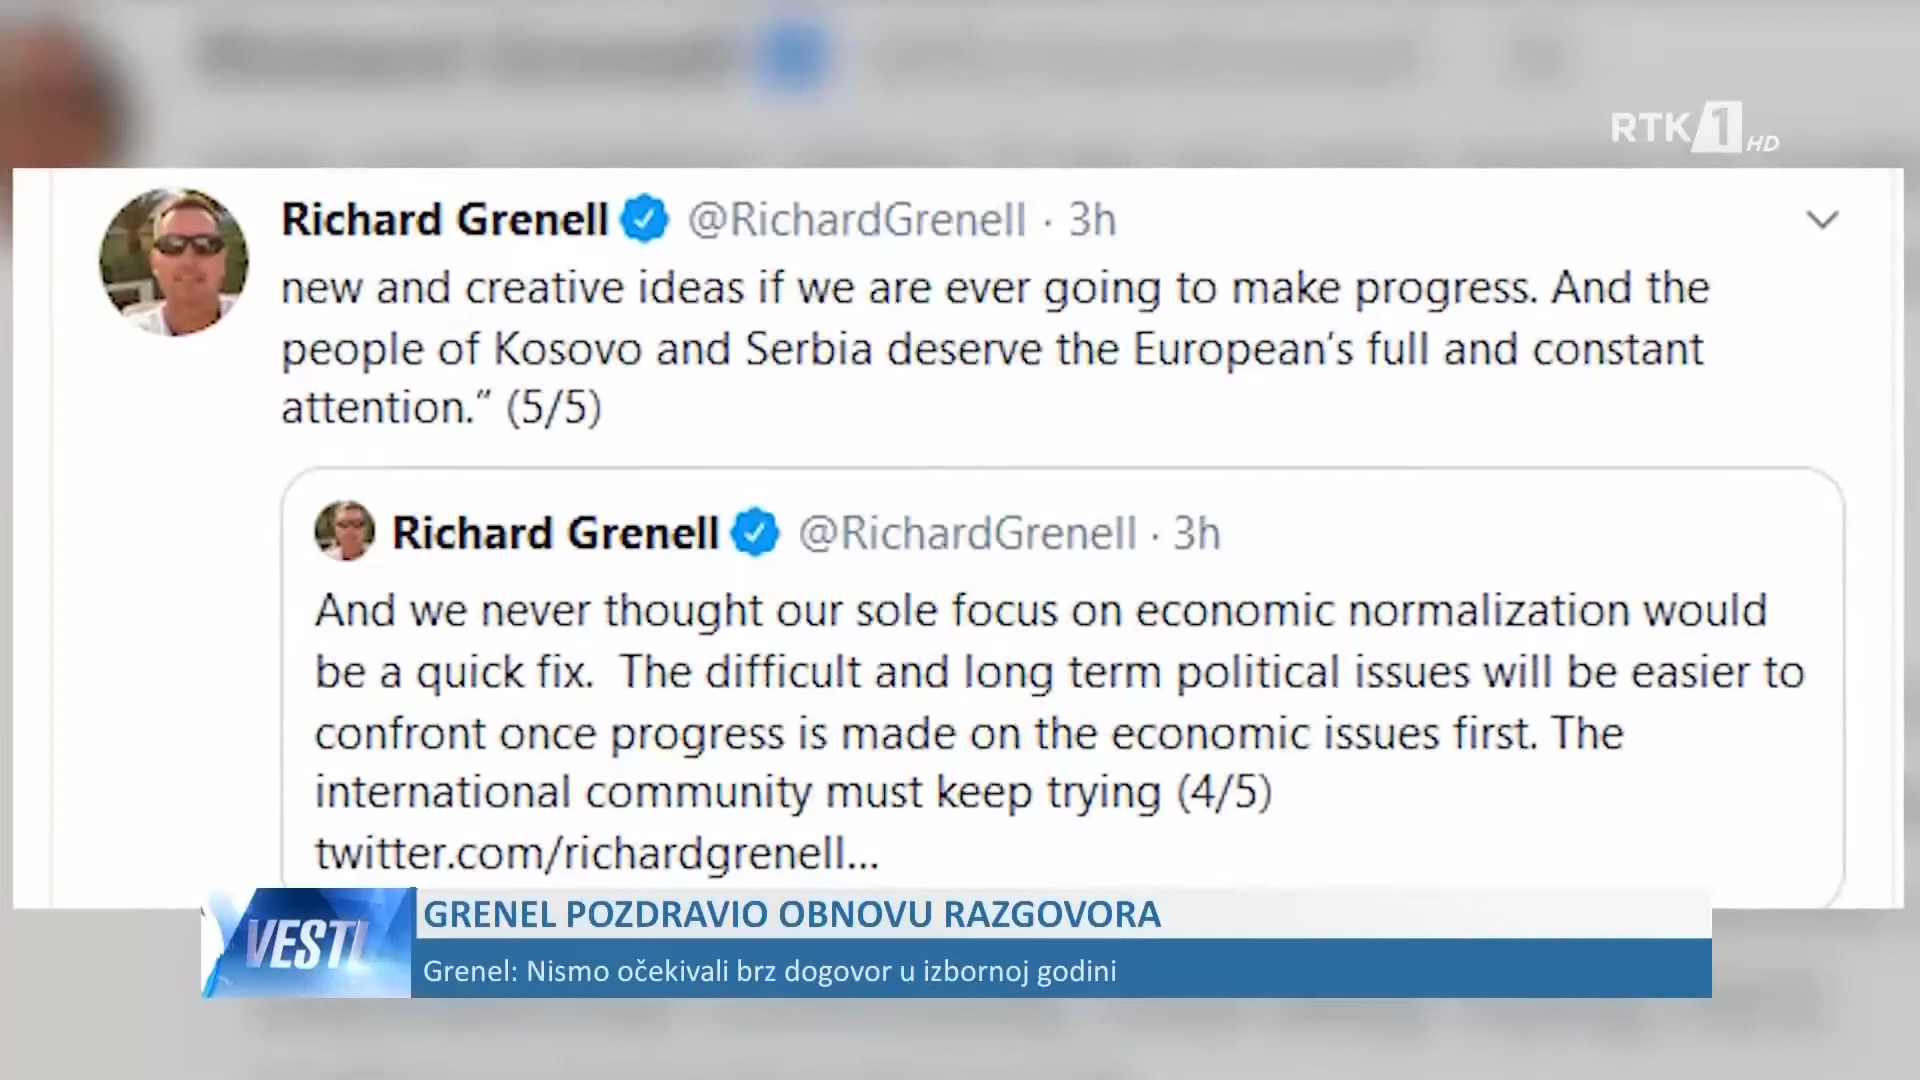 RTK 1 HD
Richard Grenell @RichardGrenell · 3h
new and creative ideas if we are ever going to make progress. And the
people of Kosovo and Serbia deserve the European's full and constant
attention.” (5/5)
Richard Grenell @RichardGrenell · 3h
And we never thought our sole focus on economic normalization would
be a quick fix. The difficult and long term political issues will be easier to
confront once progress is made on the economic issues first. The
international community must keep trying (4/5)
twitter.com/richardgrenell...
VESTI
GRENEL POZDRAVIO OBNOVU RAZGOVORA
Grenel: Nismo očekivali brz dogovor u izbornoj godini